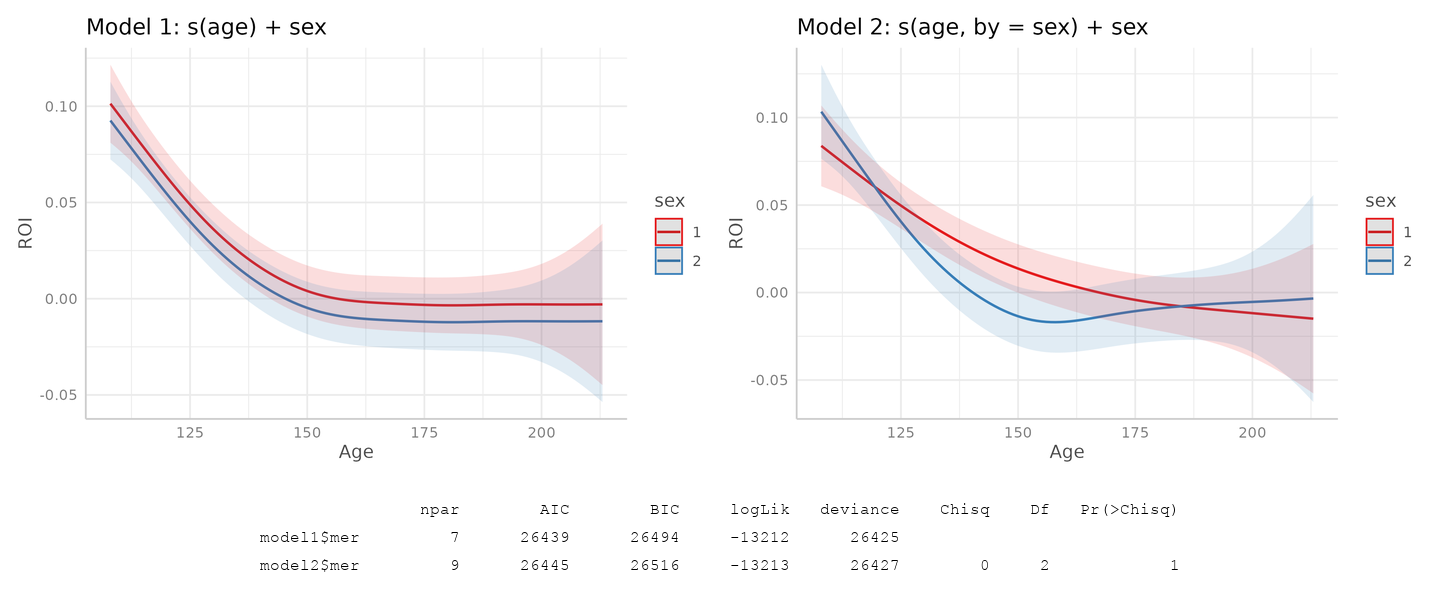 Model 1: s(age) + sex
0.10
0.05
0.00
-0.05
ROI
125 150 175 200
Age
sex
1
2
Model 2: s(age, by = sex) + sex
0.10
0.05
0.00
-0.05
ROI
125 150 175 200
Age
sex
1
2
npar AIC BIC logLik deviance Chisq Df Pr(>Chisq)
model1$mer 7 26439 26494 -13212 26425
model2$mer 9 26445 26516 -13213 26427 0 2 1